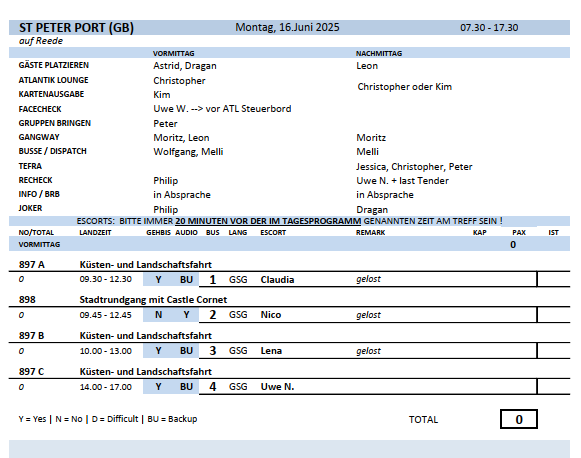 ST PETER PORT (GB) Montag, 16.Juni 2025 07.30 - 17.30
auf Reede
VORMITTAG NACHMITTAG
GÄSTE PLATZIEREN Astrid, Dragan Leon
ATLANTIK LOUNGE Christopher
Christopher oder Kim
KARTENAUSGABE Kim
FACECHECK Uwe W. --> vor ATL Steuerbord
GRUPPEN BRINGEN Peter
GANGWAY Moritz, Leon Moritz
BUSSE / DISPATCH Wolfgang, Melli Melli
TEFRA Jessica, Christopher, Peter
RECHECK Philip Uwe N. + last Tender
INFO / BRB in Absprache in Absprache
JOKER Philip Dragan
ESCORTS: BITTE IMMER 20 MINUTEN VOR DER IM TAGESPROGRAMM GENANNTEN ZEIT AM TREFF SEIN !
NO/TOTAL LANDZEIT GEHBIS AUDIO BUS LANG ESCORT REMARK KAP PAX IST
VORMITTAG 0
897 A Küsten- und Landschaftsfahrt
0 09.30 - 12.30 Y BU 1 GSG Claudia gelost
898 Stadtrundgang mit Castle Cornet
0 09.45 - 12.45 N Y 2 GSG Nico gelost
897 B Küsten- und Landschaftsfahrt
0 10.00 - 13.00 Y BU 3 GSG Lena gelost
897 C Küsten- und Landschaftsfahrt
0 14.00 - 17.00 Y BU 4 GSG Uwe N.
Y = Yes | N = No | D = Difficult | BU = Backup TOTAL 0